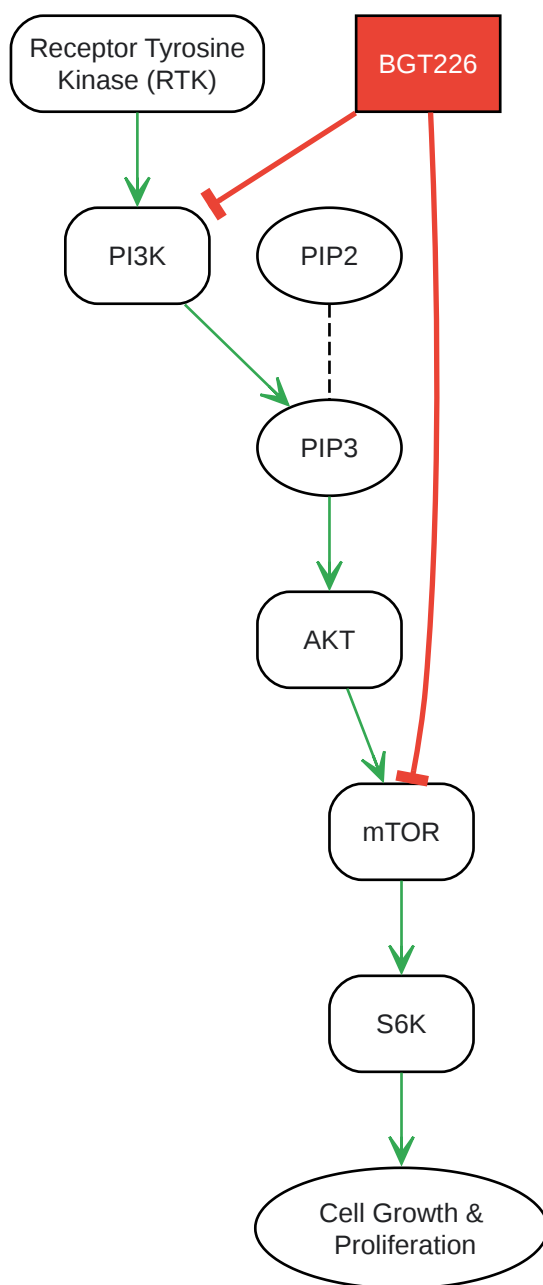 Receptor Tyrosine
Kinase (RTK)
BGT226
PI3K
PIP2
PIP3
AKT
mTOR
S6K
Cell Growth &
Proliferation